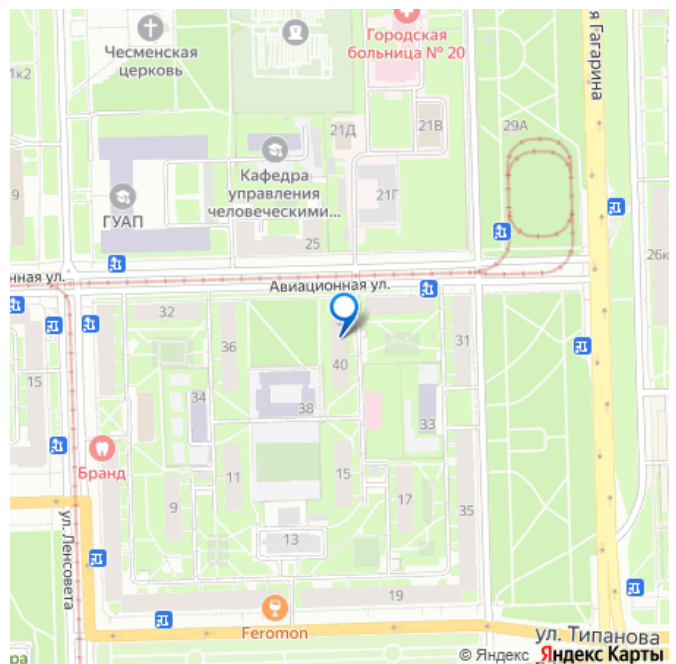 Городская
больница № 20
Чесменская
церковь
1к2
я Гагарина
21Д
21В
29А
Кафедра
управления
человеческими...
21Г
9
ГУАП
25
26к
нная ул.
Авиационная ул.
32
36
40
31
15
34
38
33
Бранд
11
15
9
17
35
13
ул. Ленсовета
19
Feromon
ул. Типанова
ра
© Яндекс Яндекс Карты